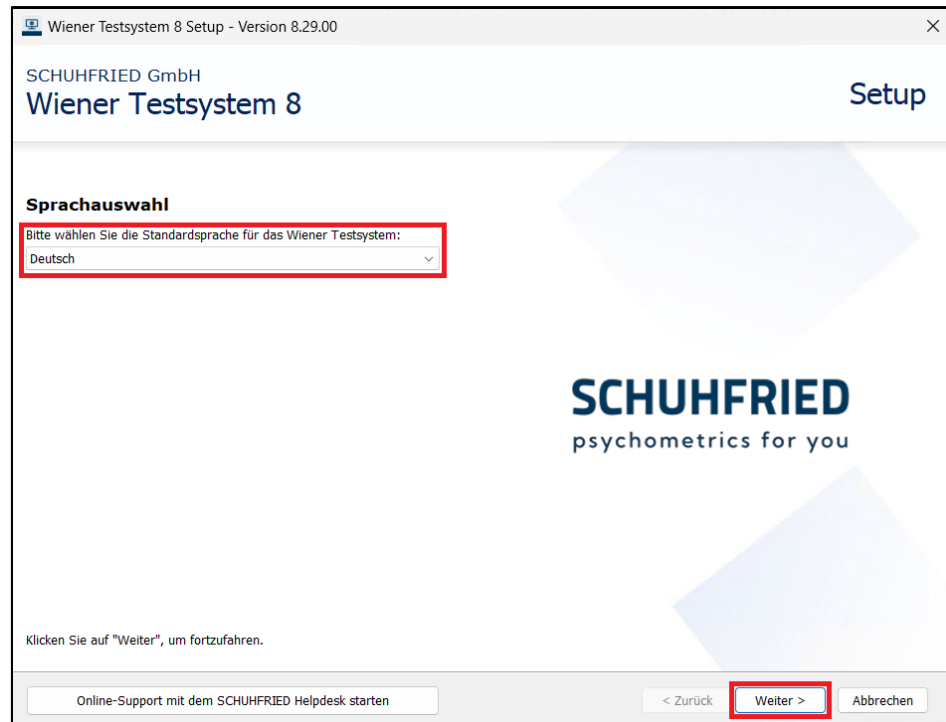 Wiener Testsystem 8 Setup - Version 8.29.00
SCHUHFRIED GmbH
Wiener Testsystem 8
Setup
Sprachauswahl
Bitte wählen Sie die Standardsprache für das Wiener Testsystem:
Deutsch
SCHUHFRIED
psychometrics for you
Klicken Sie auf "Weiter", um fortzufahren.
Online-Support mit dem SCHUHFRIED Helpdesk starten
< Zurück
Weiter >
Abbrechen